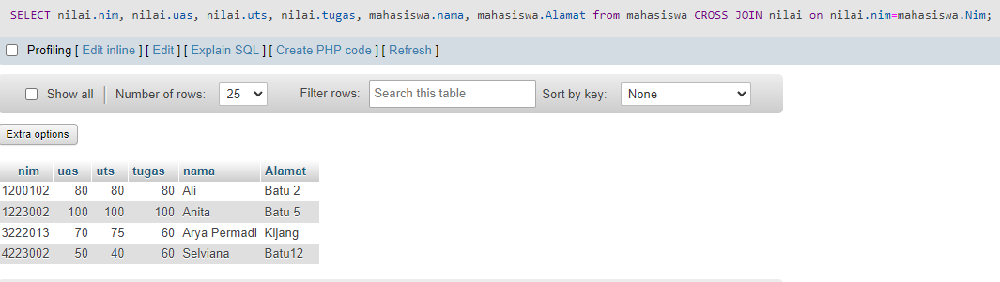 SELECT nilai.nim, nilai.uas, nilai.uts, nilai.tugas, mahasiswa.nama, mahasiswa.Alamat from mahasiswa CROSS JOIN nilai on nilai.nim=mahasiswa.Nim;
Profiling [ Edit inline ] [ Edit ] [ Explain SQL ] [ Create PHP code ] [ Refresh ]
Show all Number of rows: 25 Filter rows: Search this table Sort by key: None
Extra options
nim uas uts tugas nama Alamat
1200102 80 80 80 Ali Batu 2
1223002 100 100 100 Anita Batu 5
3222013 70 75 60 Arya Permadi Kijang
4223002 50 40 60 Selviana Batu12